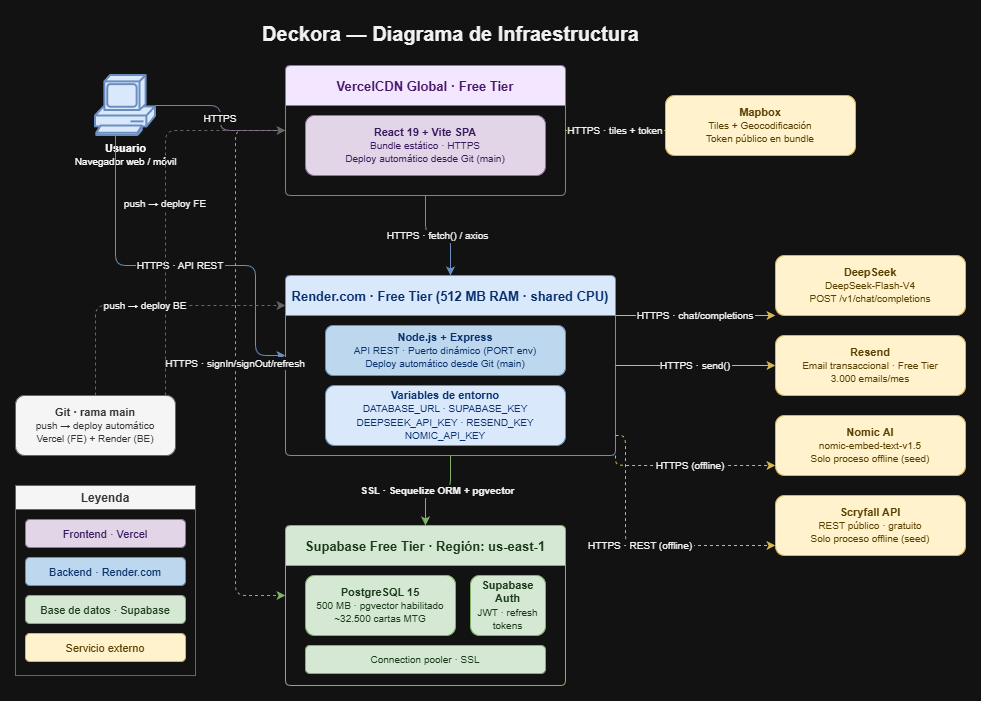 Deckora — Diagrama de Infraestructura
VercelCDN Global · Free Tier
React 19 + Vite SPA
Bundle estático · HTTPS
Deploy automático desde Git (main)
HTTPS
Usuario
Navegador web / móvil
HTTPS · tiles + token
Mapbox
Tiles + Geocodificación
Token público en bundle
push → deploy FE
HTTPS · fetch() / axios
HTTPS · API REST
Render.com · Free Tier (512 MB RAM · shared CPU)
Node.js + Express
API REST · Puerto dinámico (PORT env)
Deploy automático desde Git (main)
Variables de entorno
DATABASE_URL · SUPABASE_KEY
DEEPSEEK_API_KEY · RESEND_KEY
NOMIC_API_KEY
push → deploy BE
HTTPS · signIn/signOut/refresh
HTTPS · chat/completions
DeepSeek
DeepSeek-Flash-V4
POST /v1/chat/completions
HTTPS · send()
Resend
Email transaccional · Free Tier
3.000 emails/mes
HTTPS (offline)
Nomic AI
nomic-embed-text-v1.5
Solo proceso offline (seed)
HTTPS · REST (offline)
Scryfall API
REST público · gratuito
Solo proceso offline (seed)
Git · rama main
push → deploy automático
Vercel (FE) + Render (BE)
SSL · Sequelize ORM + pgvector
Supabase Free Tier · Región: us-east-1
PostgreSQL 15
500 MB · pgvector habilitado
~32.500 cartas MTG
Supabase
Auth
JWT · refresh
tokens
Connection pooler · SSL
Leyenda
Frontend · Vercel
Backend · Render.com
Base de datos · Supabase
Servicio externo